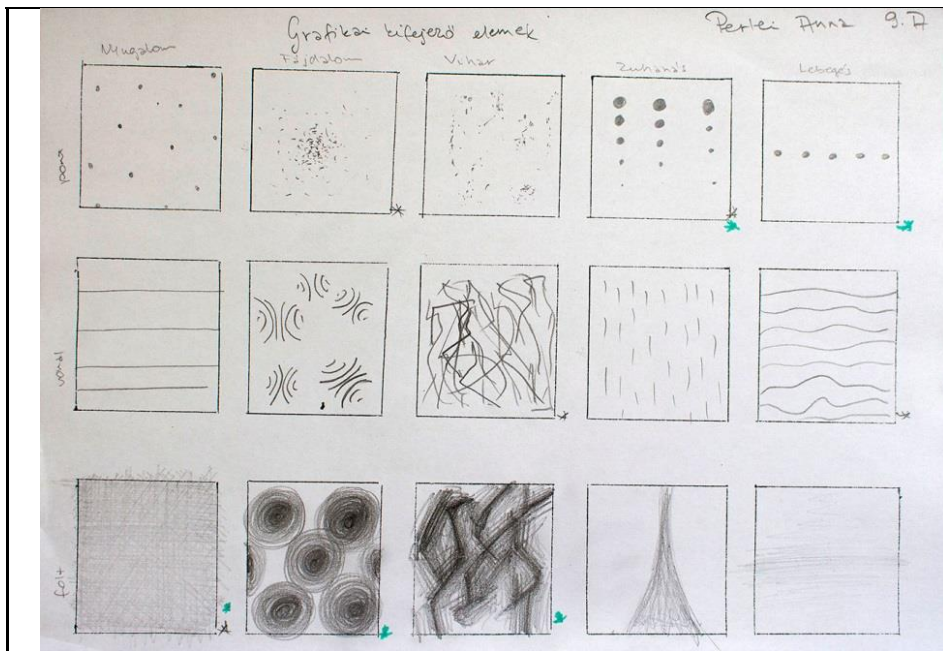 Grafikai kifejező elemek
Perlei Anna 9.A
Nyugalom
Fájdalom
Vihar
Zuhanás
Lebegés
pont
vonal
folt